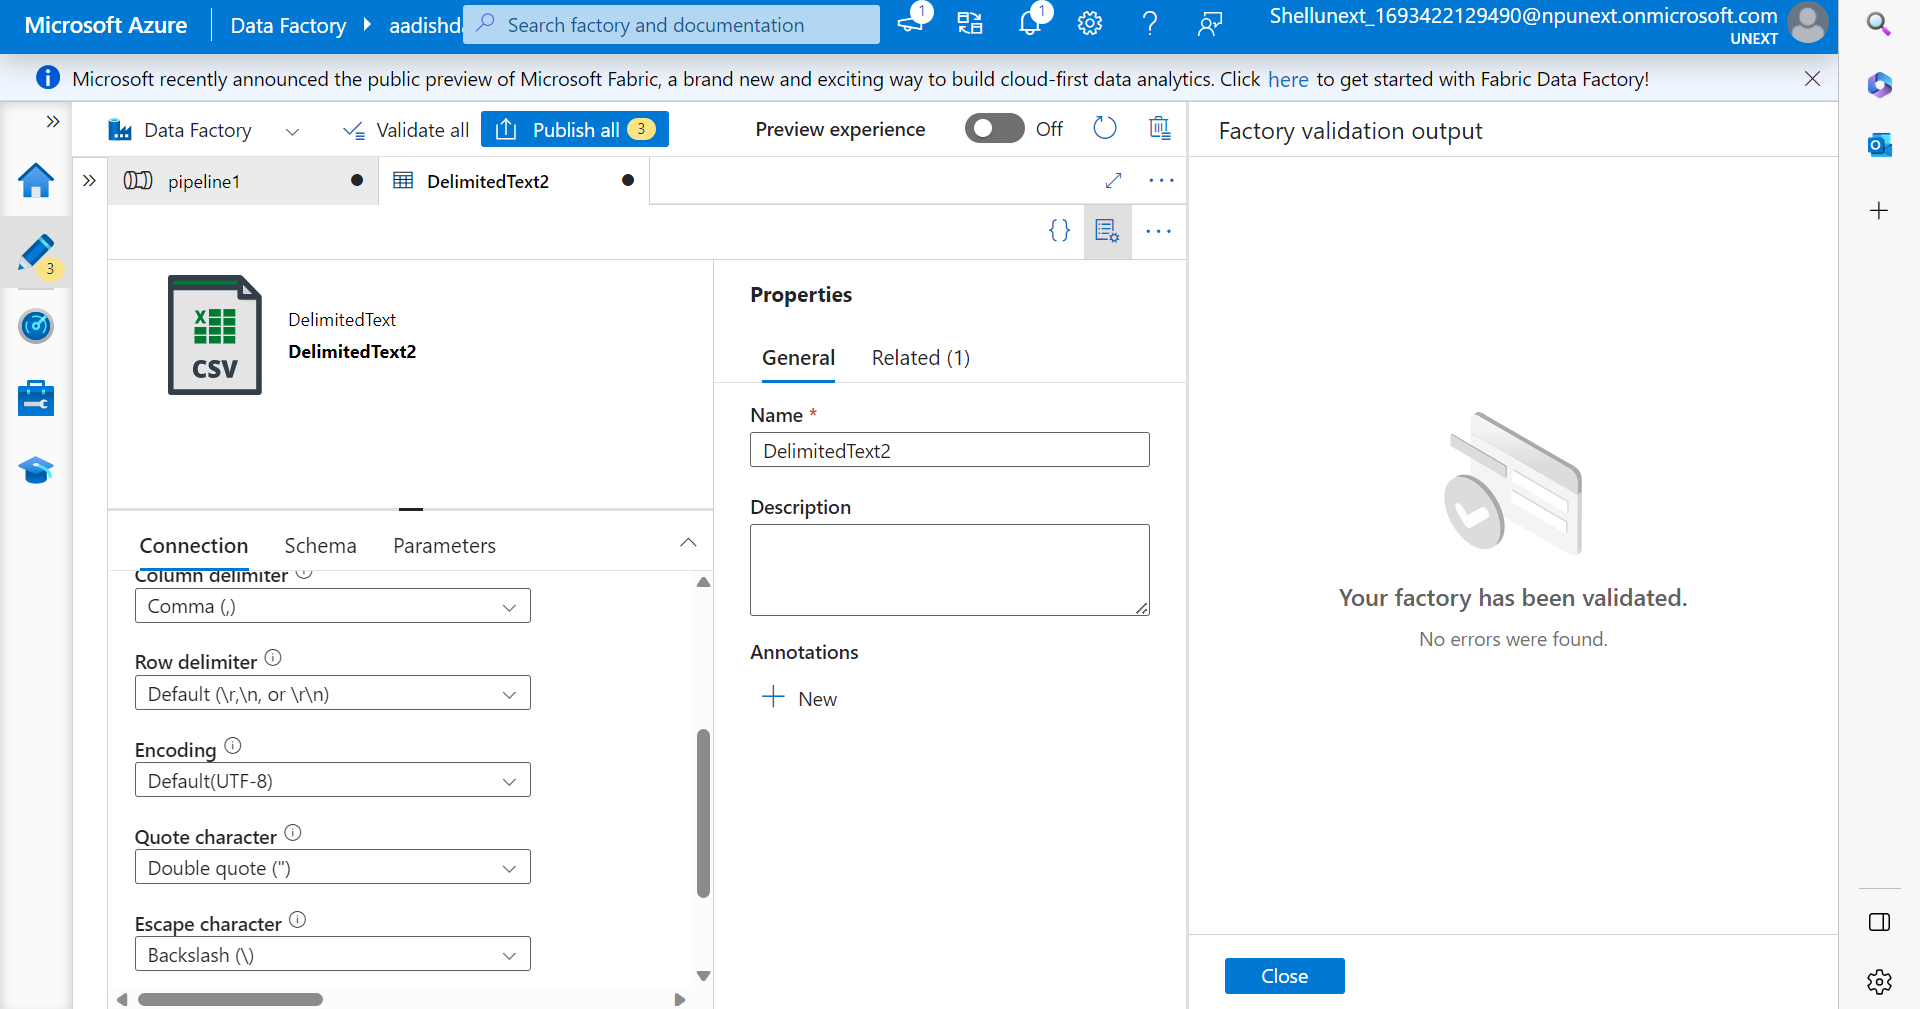 Microsoft Azure
Data Factory
aadishd
Search factory and documentation
1
1
Shellunext_1693422129490@npunext.onmicrosoft.com
UNEXT
Microsoft recently announced the public preview of Microsoft Fabric, a brand new and exciting way to build cloud-first data analytics. Click here to get started with Fabric Data Factory!
Data Factory
Validate all
Publish all 3
Preview experience
Off
Factory validation output
pipeline1
DelimitedText2
3
{}
CSV
DelimitedText
DelimitedText2
Properties
General
Related (1)
Name *
DelimitedText2
Description
Annotations
New
Connection
Schema
Parameters
Column delimiter
Comma (,)
Row delimiter
Default (\r,\n, or \r\n)
Encoding
Default(UTF-8)
Quote character
Double quote (")
Escape character
Backslash (\)
Your factory has been validated.
No errors were found.
Close